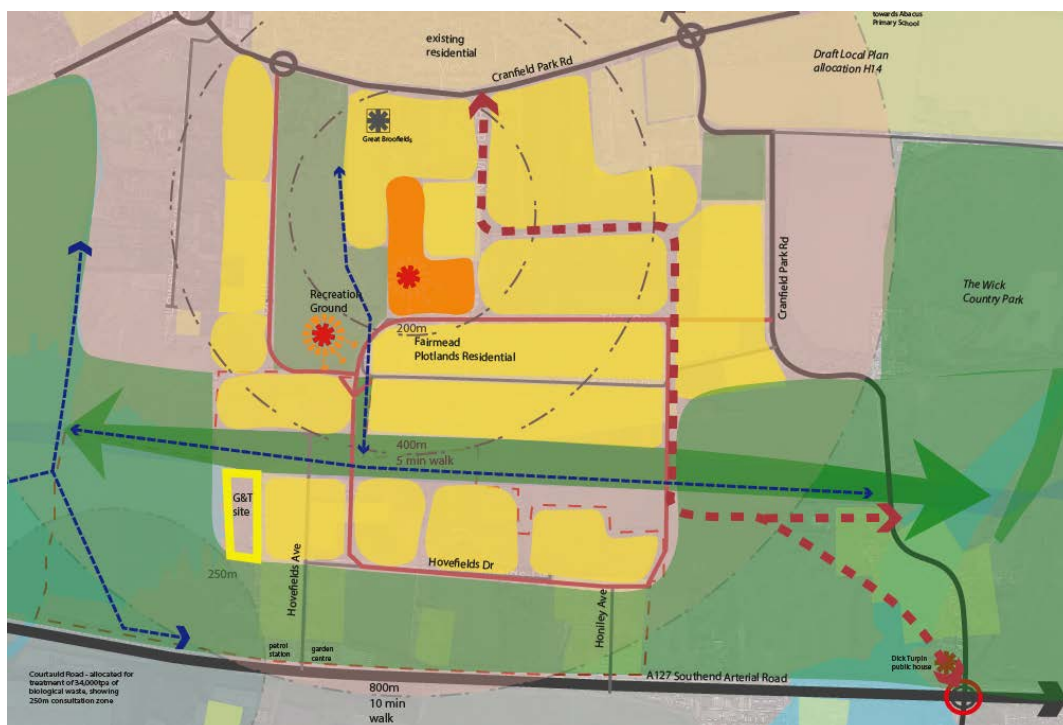 towards Abacus
Primary School
existing
residential
Cranfield Park Rd
Draft Local Plan
allocation H14
Great Broofields
Cranfield Park Rd
The Wick
Country Park
Recreation
Ground
200m
Fairmead
Plotlands Residential
400m
5 min walk
G&T
site
Hovefields Ave
Hovefields Dr
250m
Honiley Ave
petrol
station
garden
centre
Dick Turpin
public house
A127 Southend Arterial Road
Courtauld Road - allocated for
treatment of 34,000tpa of
biological waste, showing
250m consultation zone
800m
10 min
walk